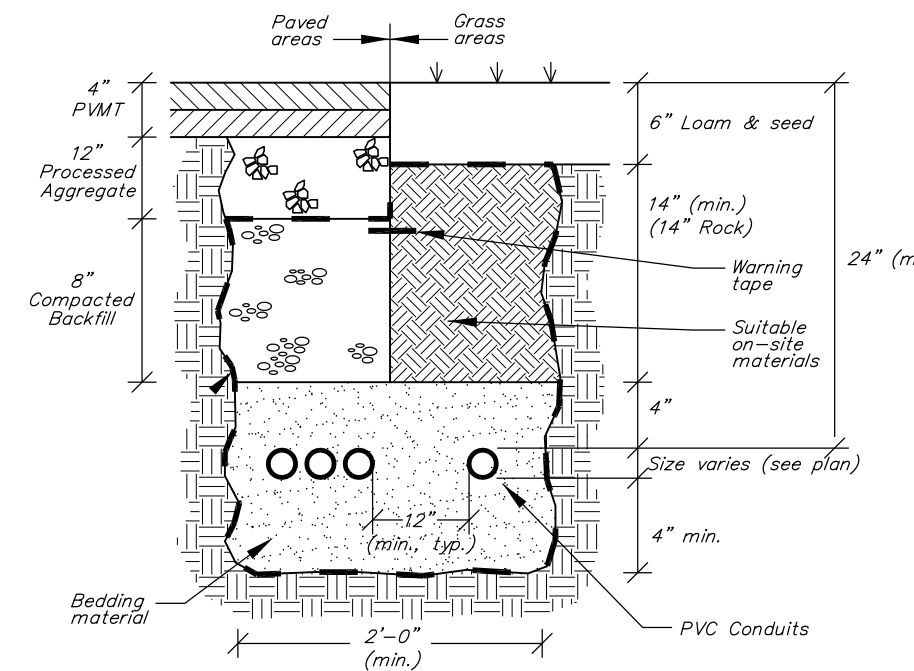 Paved
areas
Grass
areas
4"
PVMT
12"
Processed
Aggregate
8"
Compacted
Backfill
6" Loam & seed
14" (min.)
(14" Rock)
24" (m
Warning
tape
Suitable
on-site
materials
4"
Size varies (see plan)
12"
(min., typ.)
4" min.
Bedding
material
2'-0"
(min.)
PVC Conduits